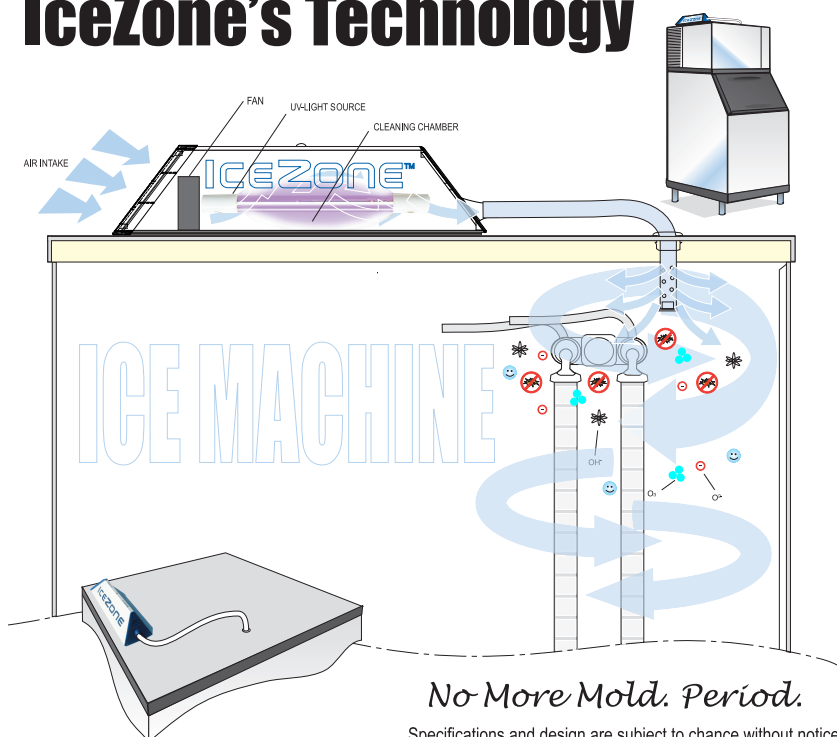 IceZone's Technology
FAN
UV-LIGHT SOURCE
CLEANING CHAMBER
AIR INTAKE
ICEZONE™
ICE MACHINE
OH-
O₃
ICEZONE
No More Mold. Period.
Specifications and design are subject to chance without notice